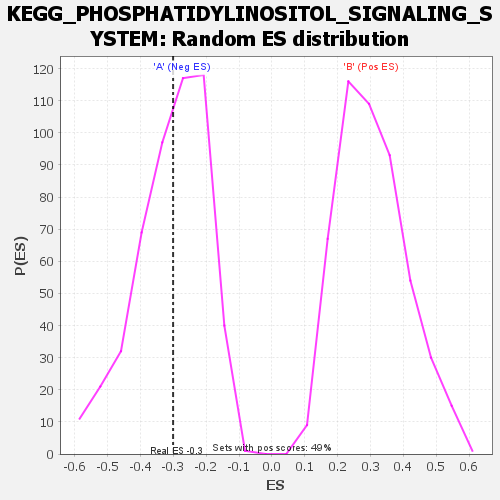 KEGG_PHOSPHATIDYLINOSITOL_SIGNALING_S
YSTEM: Random ES distribution
'A' (Neg ES) 'B' (Pos ES)
120
110
100
90
80
70
60
50
40
30
20
10
0
P(ES)
Real ES -0.3 Sets with pos scores: 49%
-0.6 -0.5 -0.4 -0.3 -0.2 -0.1 0.0 0.1 0.2 0.3 0.4 0.5 0.6
ES